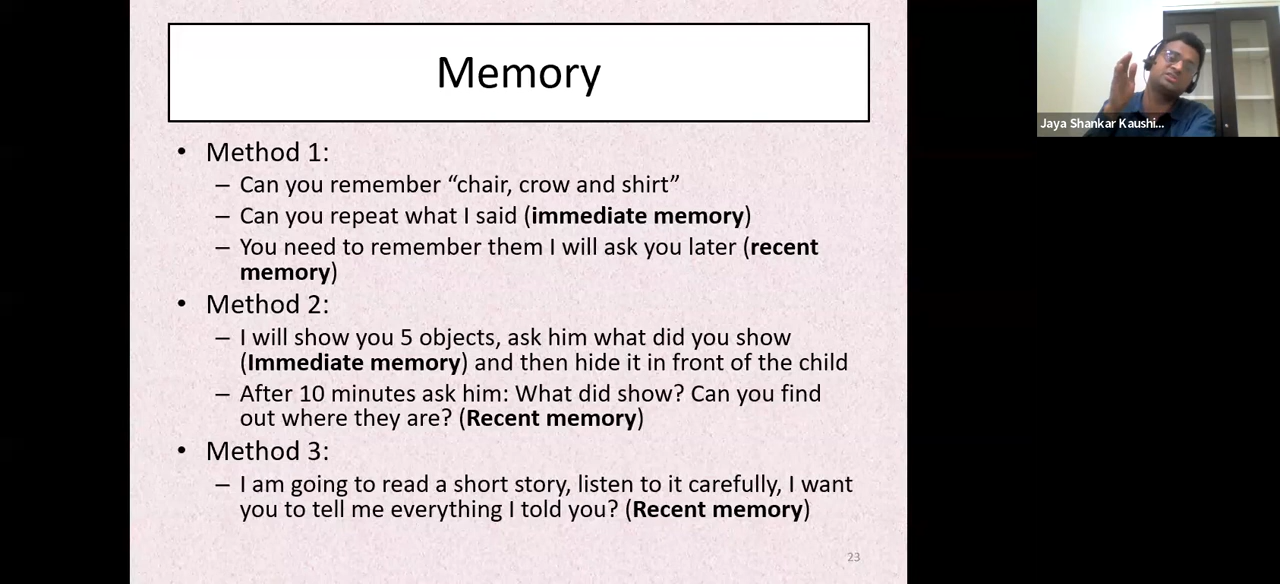 Memory
• Method 1:
– Can you remember “chair, crow and shirt”
– Can you repeat what I said (immediate memory)
– You need to remember them I will ask you later (recent
memory)
• Method 2:
– I will show you 5 objects, ask him what did you show
(Immediate memory) and then hide it in front of the child
– After 10 minutes ask him: What did show? Can you find
out where they are? (Recent memory)
• Method 3:
– I am going to read a short story, listen to it carefully, I want
you to tell me everything I told you? (Recent memory)
23
Jaya Shankar Kaushi...